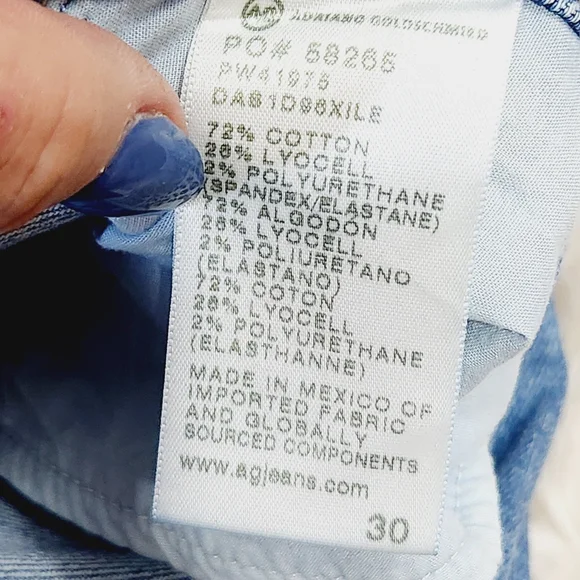 AG ADRIANO GOLDSCHMIED
PO# 58265
PW41975
DAS1D98XILE
72% COTTON
26% LYOCELL
2% POLYURETHANE
(SPANDEX/ELASTANE)
72% ALGODON
26% LYOCELL
2% POLIURETANO
(ELASTANO)
72% COTON
26% LYOCELL
2% POLYURETHANE
(ELASTHANNE)
MADE IN MEXICO OF
IMPORTED FABRIC
AND GLOBALLY
SOURCED COMPONENTS
www.agjeans.com
30